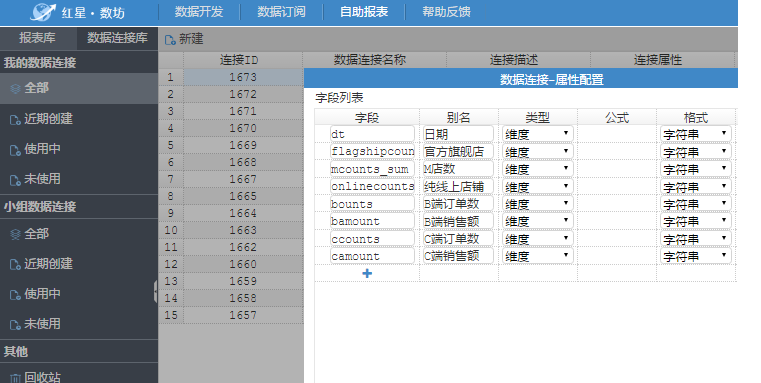 红星·数坊 数据开发 数据订阅 自助报表 帮助反馈
报表库 数据连接库
新建
我的数据连接
全部
近期创建
使用中
未使用
小组数据连接
全部
近期创建
使用中
未使用
其他
回收站
连接ID 数据连接名称 连接描述 连接属性
1 1673
2 1672
3 1671
4 1670
5 1669
6 1668
7 1667
8 1665
9 1664
10 1663
11 1662
12 1660
13 1659
14 1658
15 1657
数据连接-属性配置
字段列表
字段 别名 类型 公式 格式
dt 日期 维度 字符串
flagshipcoun 官方旗舰店 维度 字符串
mcounts_sum M店数 维度 字符串
onlinecounts 纯线上店铺 维度 字符串
bounts B端订单数 维度 字符串
bamount B端销售额 维度 字符串
ccounts C端订单数 维度 字符串
camount C端销售额 维度 字符串
+